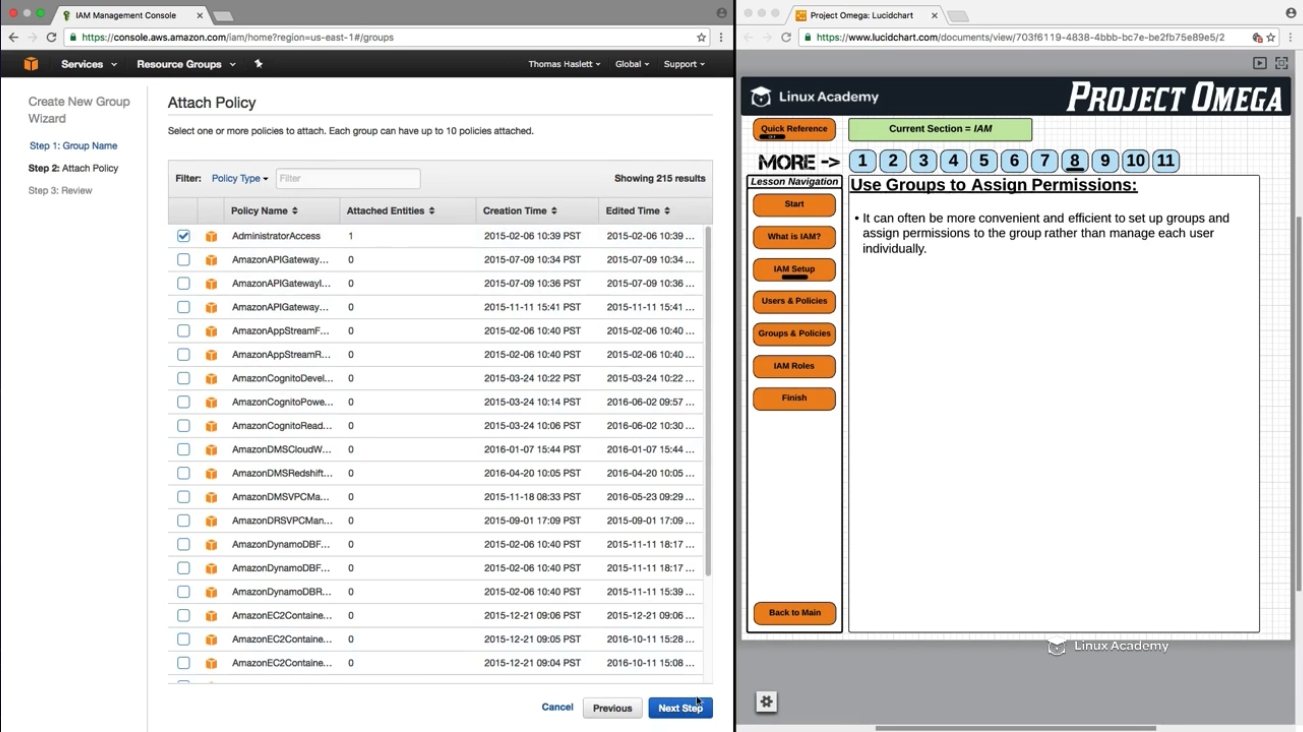 IAM Management Console
https://console.aws.amazon.com/iam/home?region=us-east-1#/groups
Services
Resource Groups
Thomas Haslett
Global
Support
Create New Group
Wizard
Step 1: Group Name
Step 2: Attach Policy
Step 3: Review
Attach Policy
Select one or more policies to attach. Each group can have up to 10 policies attached.
Filter: Policy Type Filter Showing 215 results
Policy Name Attached Entities Creation Time Edited Time
AdministratorAccess 1 2015-02-06 10:39 PST 2015-02-06 10:39 ...
AmazonAPIGateway... 0 2015-07-09 10:34 PST 2015-07-09 10:34 ...
AmazonAPIGatewayI... 0 2015-07-09 10:36 PST 2015-07-09 10:36 ...
AmazonAPIGateway... 0 2015-11-11 15:41 PST 2015-11-11 15:41 ...
AmazonAppStreamF... 0 2015-02-06 10:40 PST 2015-02-06 10:40 ...
AmazonAppStreamR... 0 2015-02-06 10:40 PST 2015-02-06 10:40 ...
AmazonCognitoDevel... 0 2015-03-24 10:22 PST 2015-03-24 10:22 ...
AmazonCognitoPowe... 0 2015-03-24 10:14 PST 2016-06-02 09:57 ...
AmazonCognitoRead... 0 2015-03-24 10:06 PST 2016-06-02 10:30 ...
AmazonDMSCloudW... 0 2016-01-07 15:44 PST 2016-01-07 15:44 ...
AmazonDMSRedshift... 0 2016-04-20 10:05 PST 2016-04-20 10:05 ...
AmazonDMSVPCMa... 0 2015-11-18 08:33 PST 2016-05-23 09:29 ...
AmazonDRSVPCMan... 0 2015-09-01 17:09 PST 2015-09-01 17:09 ...
AmazonDynamoDBF... 0 2015-02-06 10:40 PST 2015-11-11 18:17 ...
AmazonDynamoDBF... 0 2015-02-06 10:40 PST 2015-11-11 18:17 ...
AmazonDynamoDBR... 0 2015-02-06 10:40 PST 2015-11-11 15:39 ...
AmazonEC2Containe... 0 2015-12-21 09:06 PST 2015-12-21 09:06 ...
AmazonEC2Containe... 0 2015-12-21 09:05 PST 2016-10-11 15:28 ...
AmazonEC2Containe... 0 2015-12-21 09:04 PST 2016-10-11 15:08 ...
Cancel Previous Next Step
Project Omega: Lucidchart
https://www.lucidchart.com/documents/view/703f6119-4838-4bbb-bc7e-be2fb75e89e5/2
Linux Academy
PROJECT OMEGA
Quick Reference
Current Section = IAM
MORE -> 1 2 3 4 5 6 7 8 9 10 11
Lesson Navigation
Start
What is IAM?
IAM Setup
Users & Policies
Groups & Policies
IAM Roles
Finish
Back to Main
Use Groups to Assign Permissions:
• It can often be more convenient and efficient to set up groups and
assign permissions to the group rather than manage each user
individually.
Linux Academy